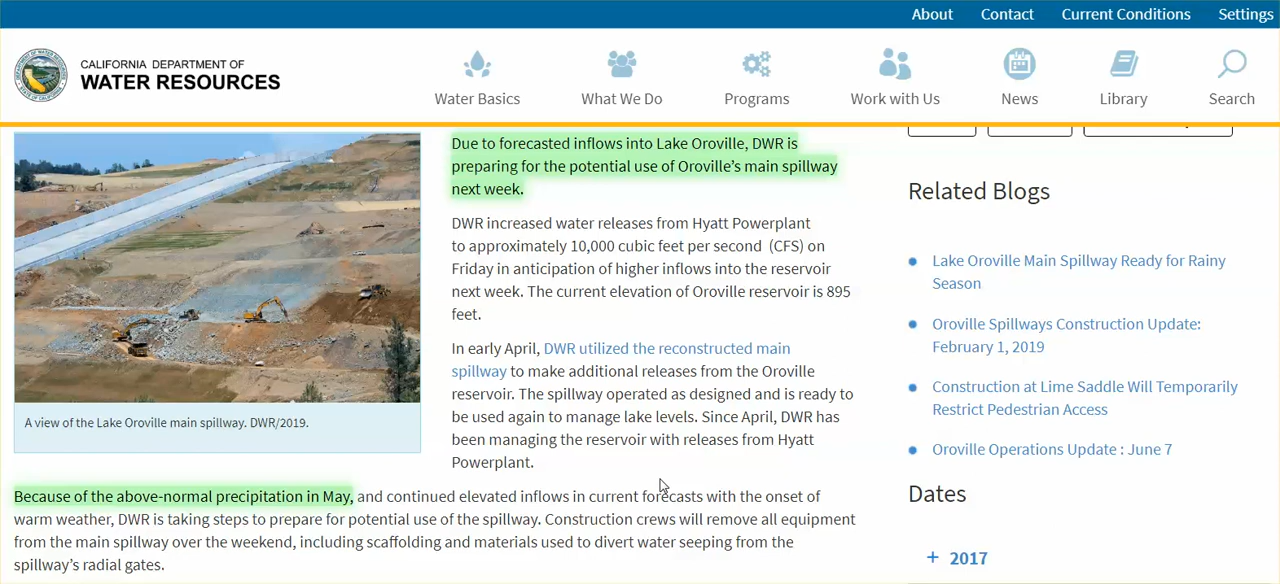 About Contact Current Conditions Settings
CALIFORNIA DEPARTMENT OF
WATER RESOURCES
Water Basics What We Do Programs Work with Us News Library Search
Due to forecasted inflows into Lake Oroville, DWR is
preparing for the potential use of Oroville’s main spillway
next week.
DWR increased water releases from Hyatt Powerplant
to approximately 10,000 cubic feet per second (CFS) on
Friday in anticipation of higher inflows into the reservoir
next week. The current elevation of Oroville reservoir is 895
feet.
In early April, DWR utilized the reconstructed main
spillway to make additional releases from the Oroville
reservoir. The spillway operated as designed and is ready to
be used again to manage lake levels. Since April, DWR has
been managing the reservoir with releases from Hyatt
Powerplant.
A view of the Lake Oroville main spillway. DWR/2019.
Because of the above-normal precipitation in May, and continued elevated inflows in current forecasts with the onset of
warm weather, DWR is taking steps to prepare for potential use of the spillway. Construction crews will remove all equipment
from the main spillway over the weekend, including scaffolding and materials used to divert water seeping from the
spillway’s radial gates.
Related Blogs
Lake Oroville Main Spillway Ready for Rainy
Season
Oroville Spillways Construction Update:
February 1, 2019
Construction at Lime Saddle Will Temporarily
Restrict Pedestrian Access
Oroville Operations Update : June 7
Dates
+ 2017